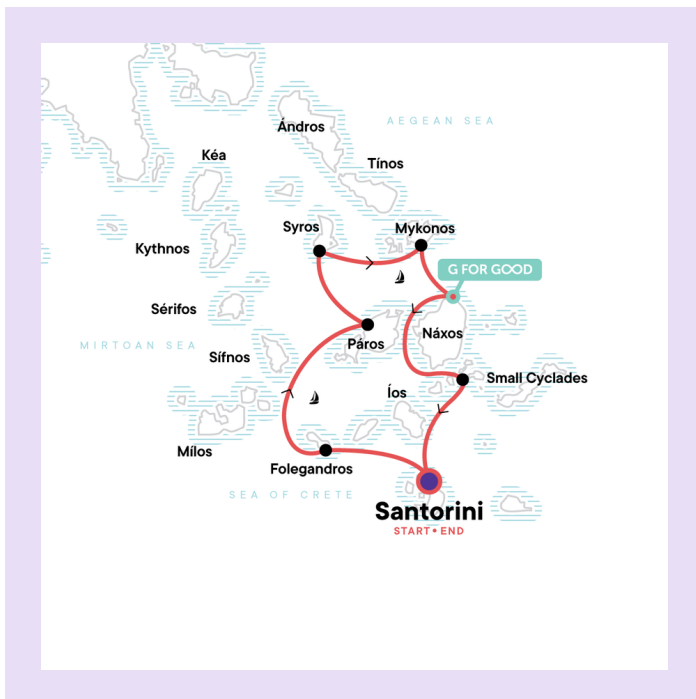 Ándros
AEGEAN SEA
Kéa
Tínos
Syros
Mykonos
Kythnos
G FOR GOOD
Sérifos
Náxos
MIRTOAN SEA
Páros
Sífnos
Small Cyclades
Íos
Mílos
Folegandros
SEA OF CRETE
Santorini
START • END